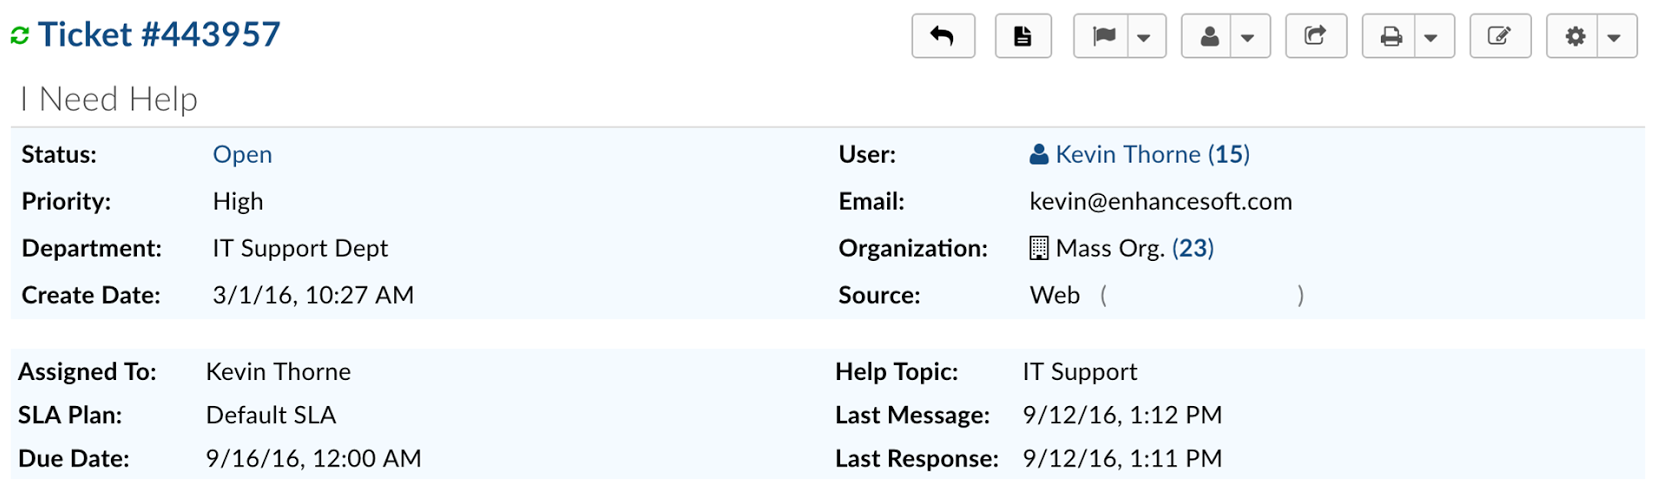 Ticket #443957
I Need Help
Status: Open
User: Kevin Thorne (15)
Priority: High
Email: kevin@enhancesoft.com
Department: IT Support Dept
Organization: Mass Org. (23)
Create Date: 3/1/16, 10:27 AM
Source: Web ( )
Assigned To: Kevin Thorne
Help Topic: IT Support
SLA Plan: Default SLA
Last Message: 9/12/16, 1:12 PM
Due Date: 9/16/16, 12:00 AM
Last Response: 9/12/16, 1:11 PM